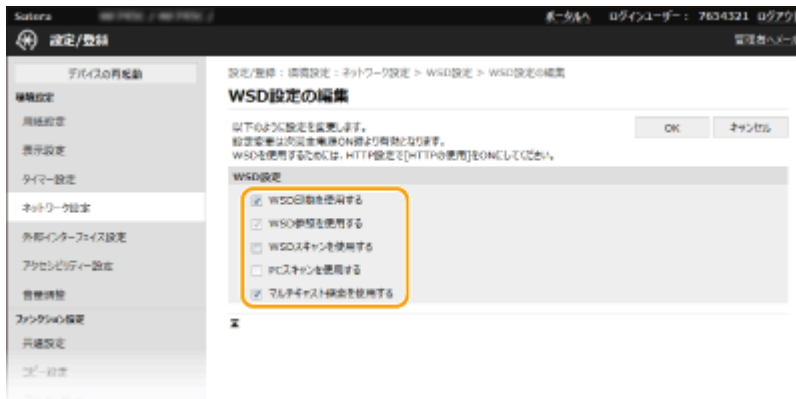 Satera
ポータルへ ログインユーザー： 7654321 ログアウト
設定/登録
管理者へメール
デバイスの再起動
設定/登録：環境設定：ネットワーク設定 > WSD設定 > WSD設定の編集
WSD設定の編集
環境設定
用紙設定
表示設定
タイマー設定
ネットワーク設定
外部インターフェイス設定
アクセシビリティー設定
音量調整
ファンクション設定
共通設定
コピー設定
以下のように設定を変更します。
設定変更は次回主電源ON時より有効となります。
WSDを使用するためには、HTTP設定で[HTTPの使用]をONにしてください。
OK
キャンセル
WSD設定
WSD印刷を使用する
WSD参照を使用する
WSDスキャンを使用する
PCスキャンを使用する
マルチキャスト探索を使用する